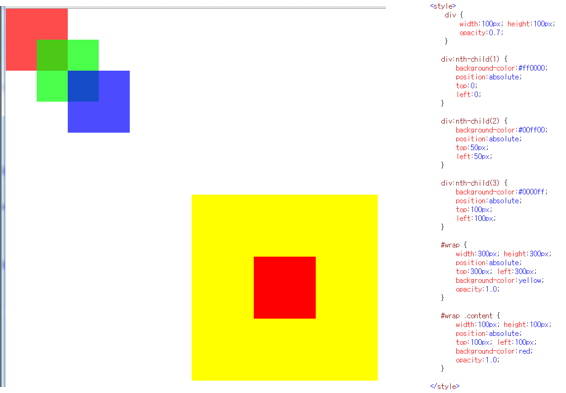 <style>
div {
width:100px; height:100px;
opacity:0.7;
}
div:nth-child(1) {
background-color:#ff0000;
position:absolute;
top:0;
left:0;
}
div:nth-child(2) {
background-color:#00ff00;
position:absolute;
top:50px;
left:50px;
}
div:nth-child(3) {
background-color:#0000ff;
position:absolute;
top:100px;
left:100px;
}
#wrap {
width:300px; height:300px;
position:absolute;
top:300px; left:300px;
background-color:yellow;
opacity:1.0;
}
#wrap .content {
width:100px; height:100px;
position:absolute;
top:100px; left:100px;
background-color:red;
opacity:1.0;
}
</style>